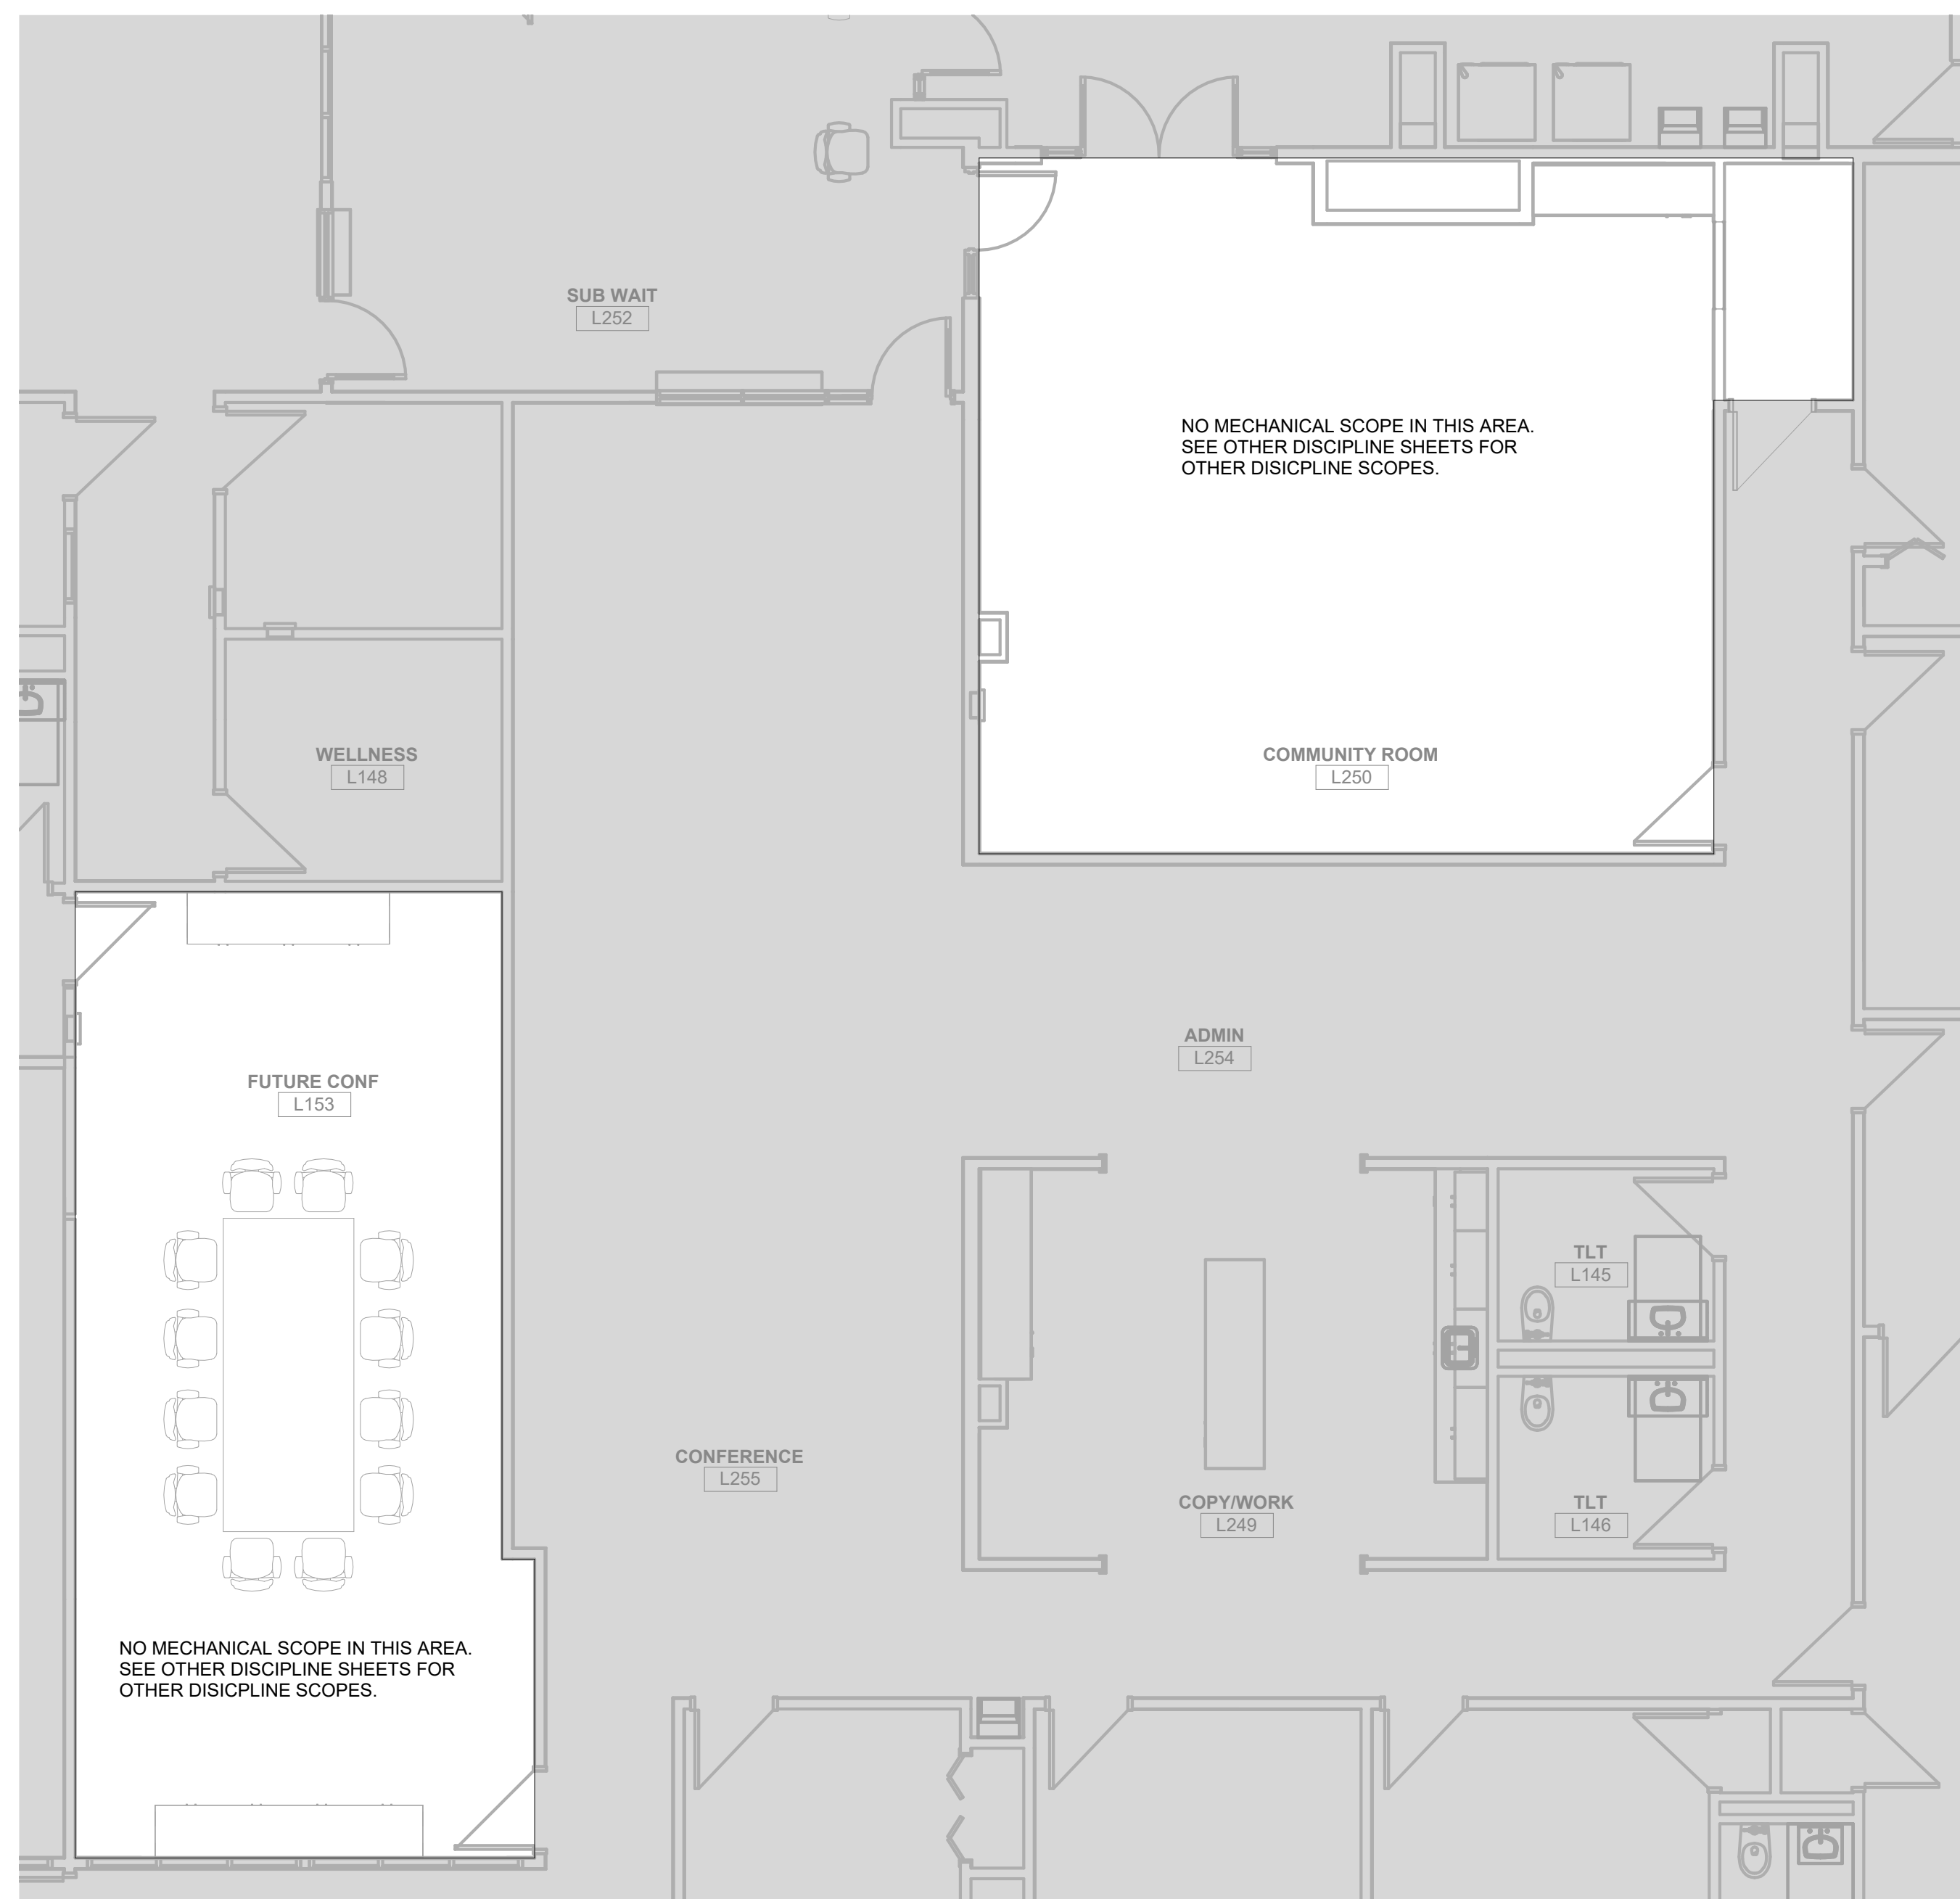 SUB WAIT
L252
NO MECHANICAL SCOPE IN THIS AREA.
SEE OTHER DISCIPLINE SHEETS FOR
OTHER DISICPLINE SCOPES.
WELLNESS
L148
COMMUNITY ROOM
L250
ADMIN
L254
FUTURE CONF
L153
TLT
L145
CONFERENCE
L255
COPY/WORK
L249
TLT
L146
NO MECHANICAL SCOPE IN THIS AREA.
SEE OTHER DISCIPLINE SHEETS FOR
OTHER DISICPLINE SCOPES.